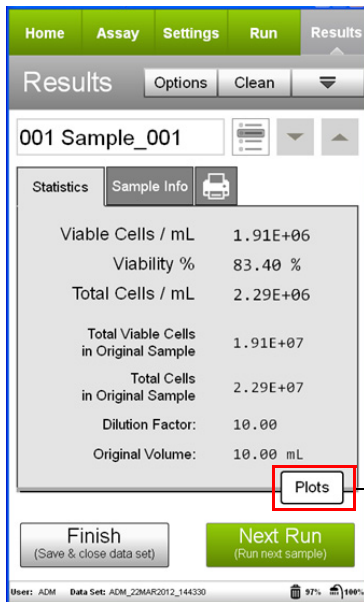 Home Assay Settings Run Results
Results Options Clean
001 Sample_001
Statistics Sample Info
Viable Cells / mL 1.91E+06
Viability % 83.40 %
Total Cells / mL 2.29E+06
Total Viable Cells
in Original Sample 1.91E+07
Total Cells
in Original Sample 2.29E+07
Dilution Factor: 10.00
Original Volume: 10.00 mL
Plots
Finish Next Run
(Save & close data set) (Run next sample)
User: ADM Data Set: ADM_22MAR2012_144330 97% 100%